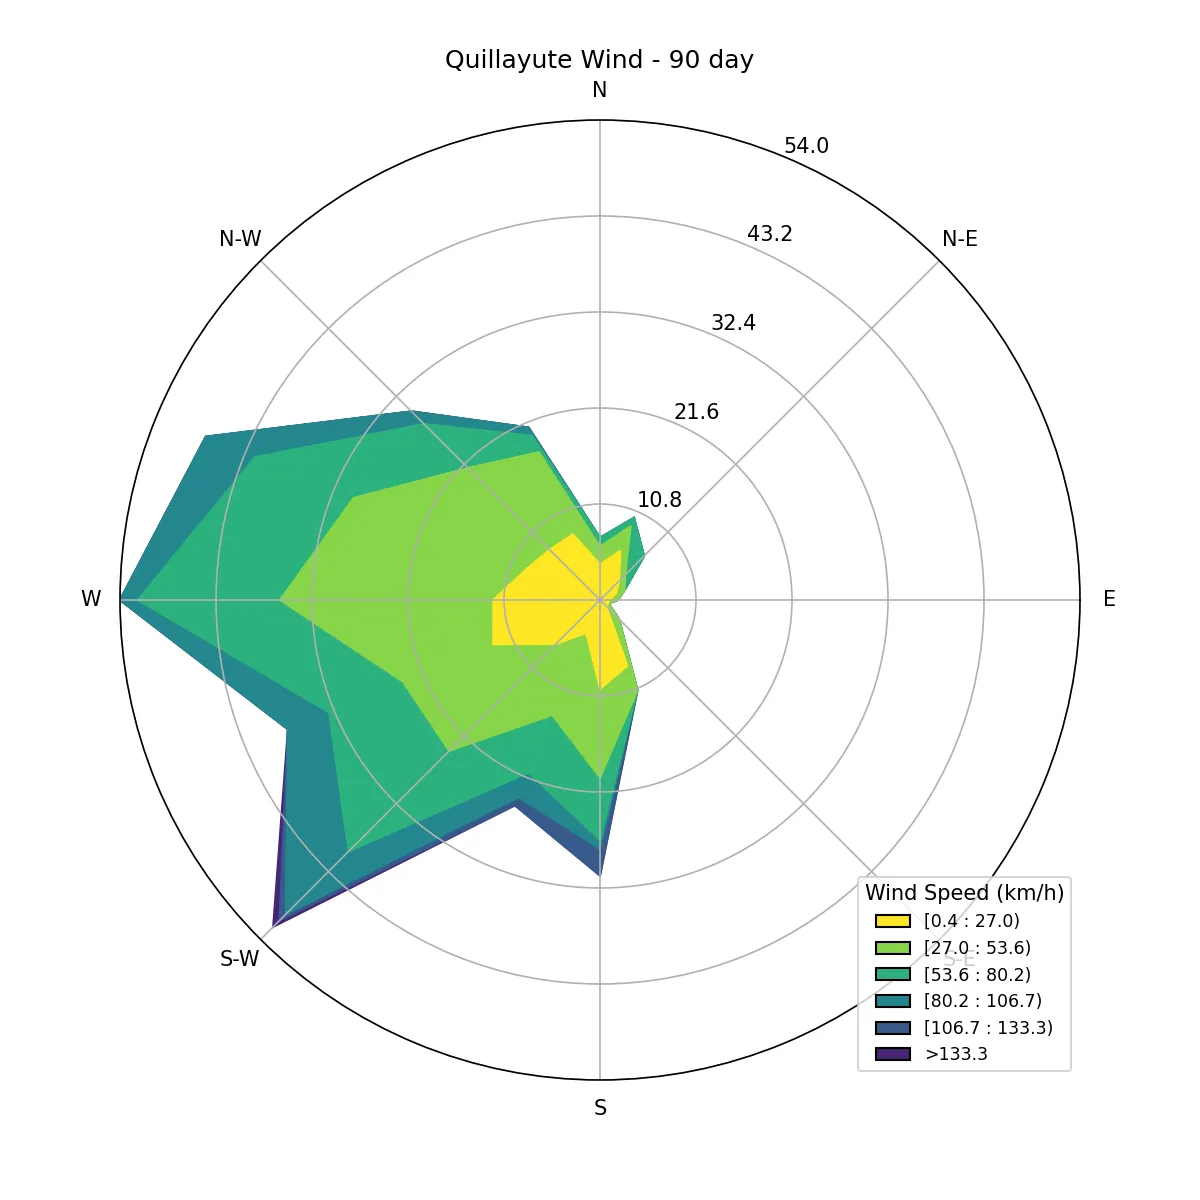 Quillayute Wind - 90 day
N
54.0
N-W
43.2
N-E
32.4
21.6
10.8
W
E
S-W
S-E
Wind Speed (km/h)
[0.4 : 27.0)
[27.0 : 53.6)
[53.6 : 80.2)
[80.2 : 106.7)
[106.7 : 133.3)
>133.3
S